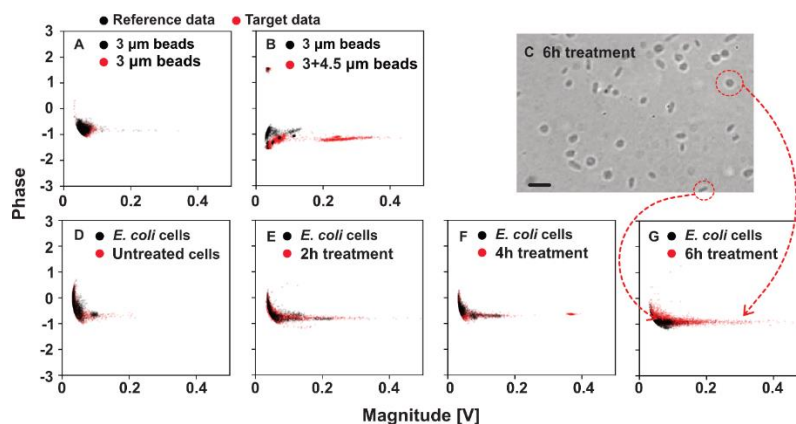 Reference data Target data
A 3 µm beads
3 µm beads
B 3 µm beads
3+4.5 µm beads
C 6h treatment
3
2
1
0
-1
-2
-3
0 0.2 0.4
0 0.2 0.4
Phase
D E. coli cells
Untreated cells
E E. coli cells
2h treatment
F E. coli cells
4h treatment
G E. coli cells
6h treatment
3
2
1
0
-1
-2
-3
0 0.2 0.4
0 0.2 0.4
0 0.2 0.4
0 0.2 0.4
Magnitude [V]